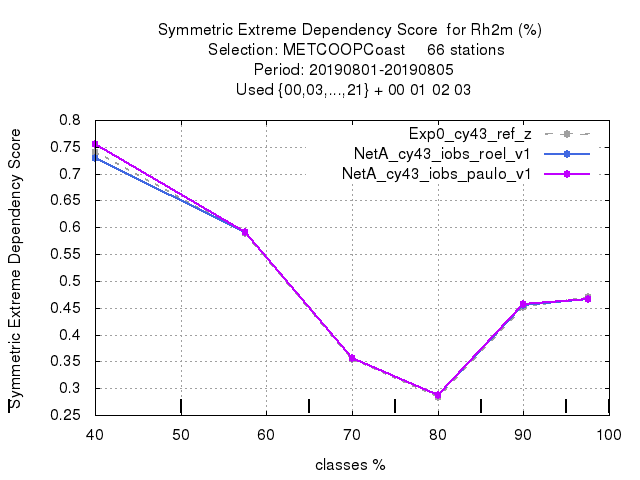 Symmetric Extreme Dependency Score  for Rh2m (%)
Selection: METCOOPCoast     66 stations
Period: 20190801-20190805
Used {00,03,...,21} + 00 01 02 03
Symmetric Extreme Dependency Score
0.8
0.75
0.7
0.65
0.6
0.55
0.5
0.45
0.4
0.35
0.3
0.25
Exp0_cy43_ref_z
NetA_cy43_iobs_roel_v1
NetA_cy43_iobs_paulo_v1
40 50 60 70 80 90 100
classes %